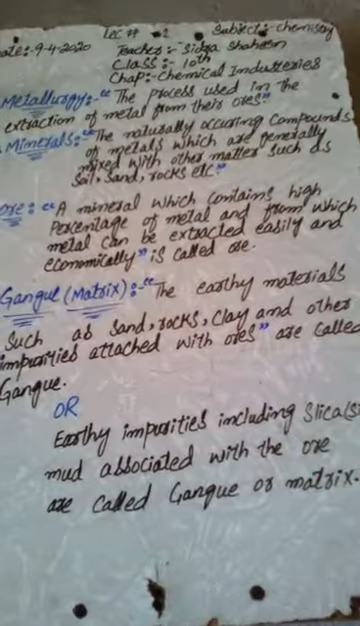 Lec # 2 Subject:- chemistry
ate:- 9-4-2020 Teacher:- Sidra Shaheen
Class:- 10th
Chap:- Chemical Industeries
Metallurgy:- "The process used in the
extraction of metal from their ores"
Minerals: "The naturally occuring compounds
of metals which are generally
mixed with other matter such as
Soil, Sand, rocks etc."
ore: "A mineral which contains high
Percentage of metal and from which
metal can be extracted easily and
economically" is called ore.
Gangue (Matrix):- "The earthy materials
Such as sand, rocks, clay and other
impurities attached with ores" are called
Gangue.
OR
Earthy impurities including Slica(s
mud associated with the ore
are called Gangue or matrix.